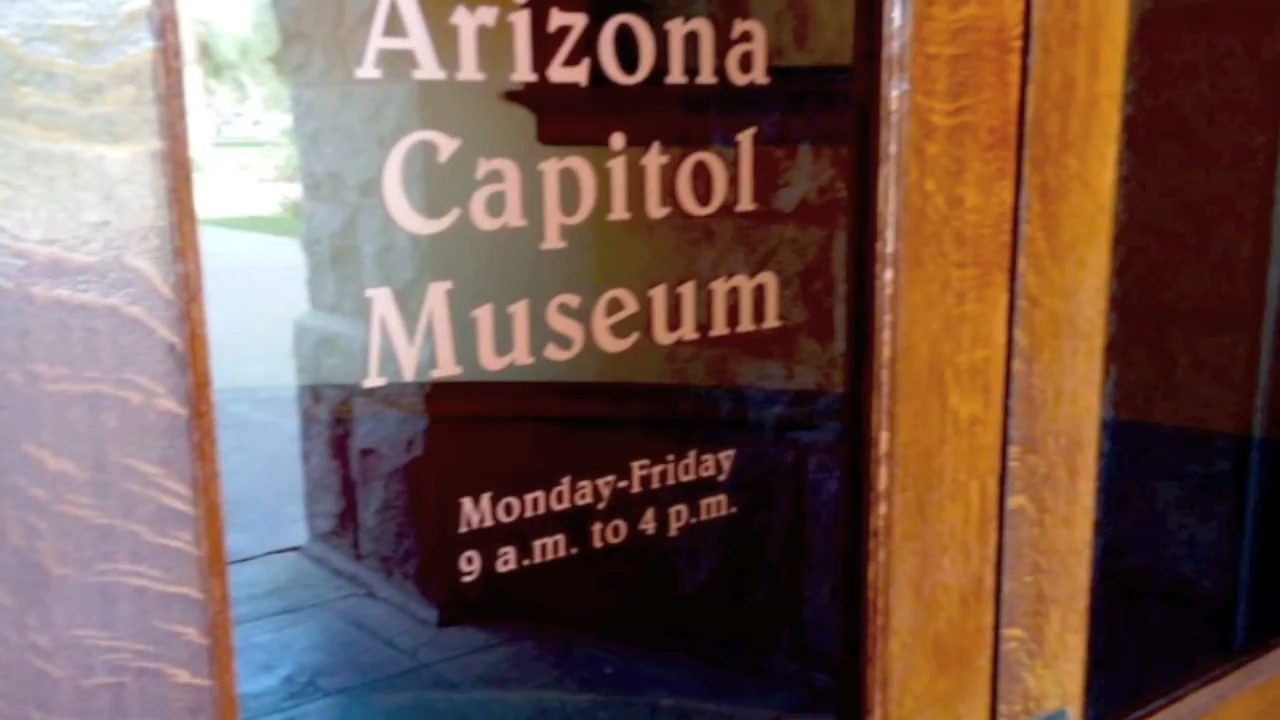 Arizona
Capitol
Museum
Monday-Friday
9 a.m. to 4 p.m.